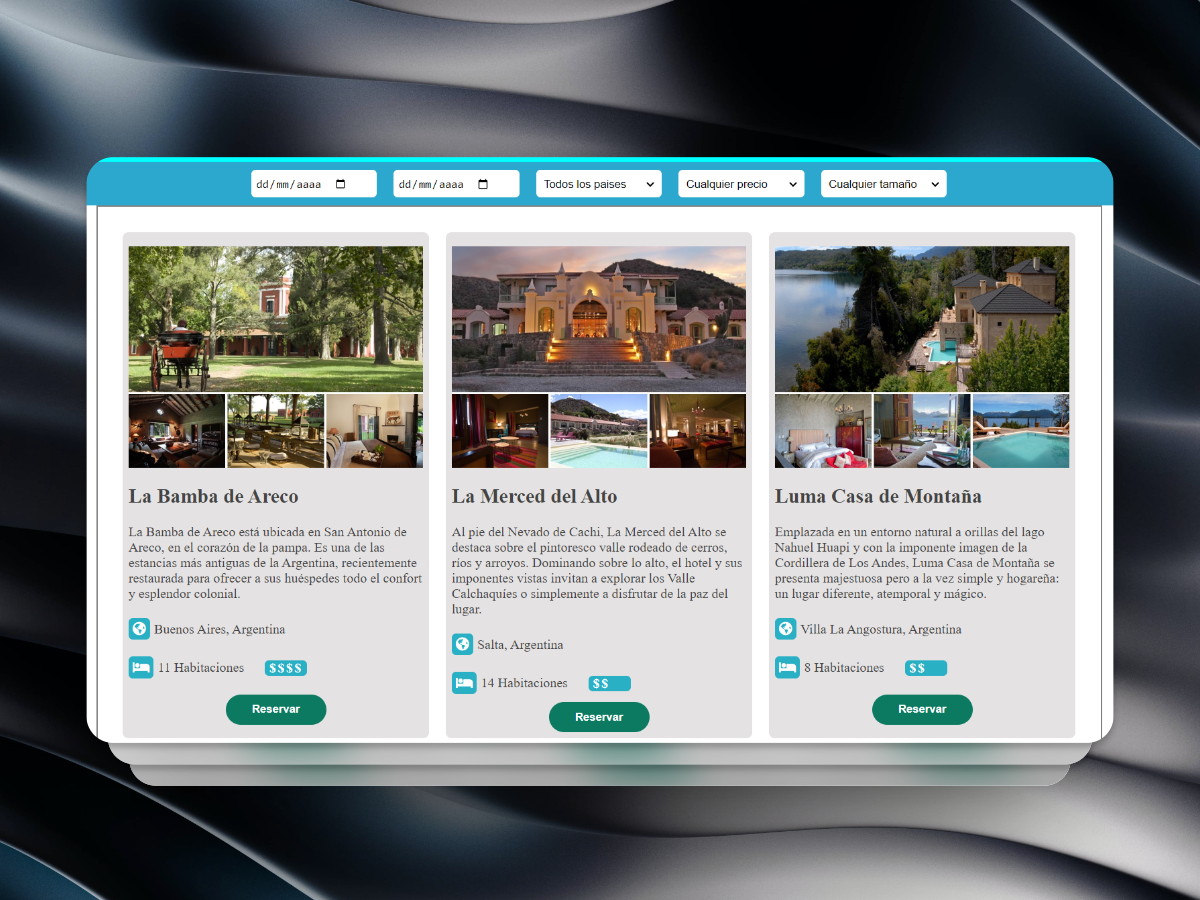 dd/mm/aaaa
dd/mm/aaaa
Todos los paises
Cualquier precio
Cualquier tamaño
La Bamba de Areco
La Bamba de Areco está ubicada en San Antonio de
Areco, en el corazón de la pampa. Es una de las
estancias más antiguas de la Argentina, recientemente
restaurada para ofrecer a sus huéspedes todo el confort
y esplendor colonial.
Buenos Aires, Argentina
11 Habitaciones
$$$$
Reservar
La Merced del Alto
Al pie del Nevado de Cachi, La Merced del Alto se
destaca sobre el pintoresco valle rodeado de cerros,
ríos y arroyos. Dominando sobre lo alto, el hotel y sus
imponentes vistas invitan a explorar los Valle
Calchaquíes o simplemente a disfrutar de la paz del
lugar.
Salta, Argentina
14 Habitaciones
$$
Reservar
Luma Casa de Montaña
Emplazada en un entorno natural a orillas del lago
Nahuel Huapi y con la imponente imagen de la
Cordillera de Los Andes, Luma Casa de Montaña se
presenta majestuosa pero a la vez simple y hogareña:
un lugar diferente, atemporal y mágico.
Villa La Angostura, Argentina
8 Habitaciones
$$
Reservar